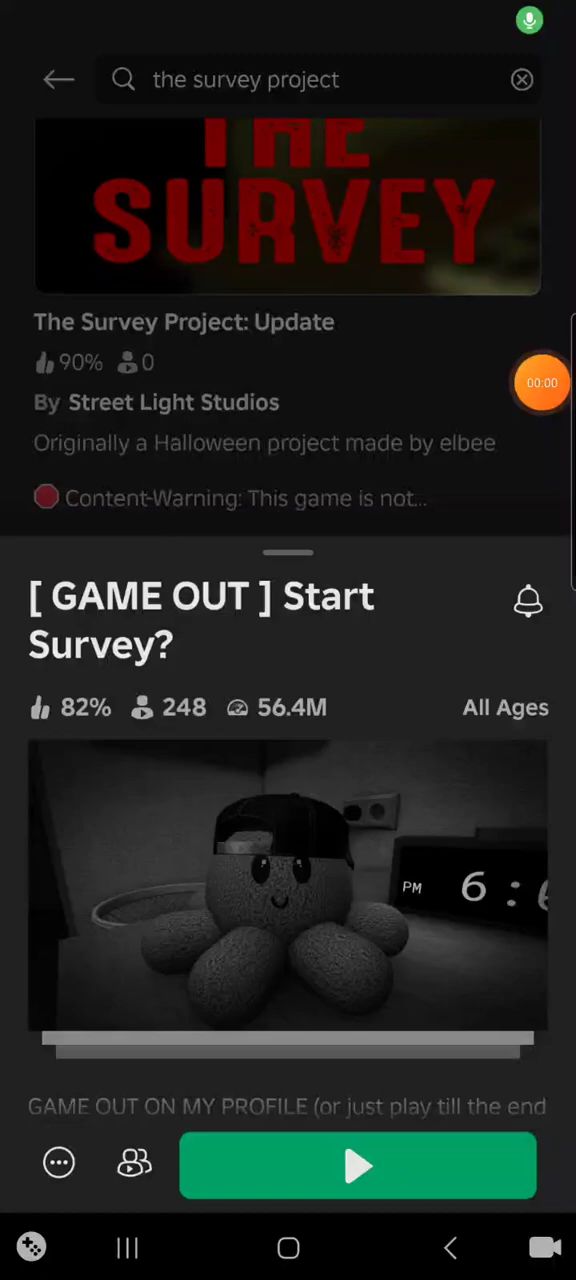 the survey project
THE
SURVEY
The Survey Project: Update
90% 0
By Street Light Studios
Originally a Halloween project made by elbee
Content-Warning: This game is not...
00:00
[ GAME OUT ] Start
Survey?
82% 248 56.4M All Ages
PM 6:
GAME OUT ON MY PROFILE (or just play till the end